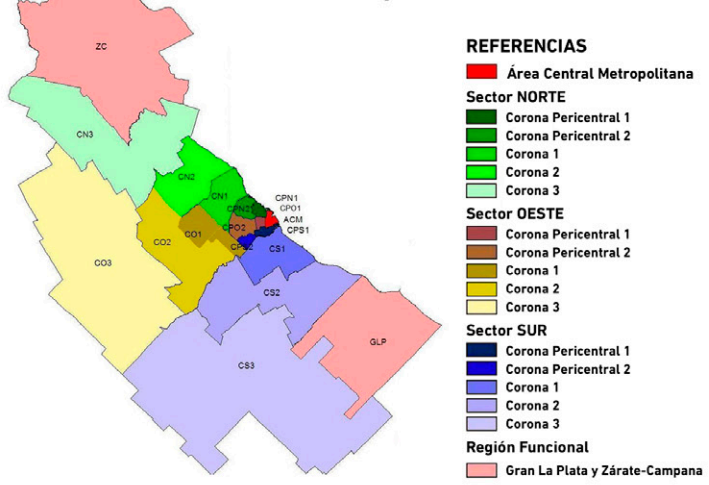 ZC
CN3
CN2
CN1
CPN2
CPN1
CPO1
ACM
CPS1
CPO2
CPS2
CS1
CO1
CO2
CO3
CS2
CS3
GLP
REFERENCIAS
Área Central Metropolitana
Sector NORTE
Corona Pericentral 1
Corona Pericentral 2
Corona 1
Corona 2
Corona 3
Sector OESTE
Corona Pericentral 1
Corona Pericentral 2
Corona 1
Corona 2
Corona 3
Sector SUR
Corona Pericentral 1
Corona Pericentral 2
Corona 1
Corona 2
Corona 3
Región Funcional
Gran La Plata y Zárate-Campana